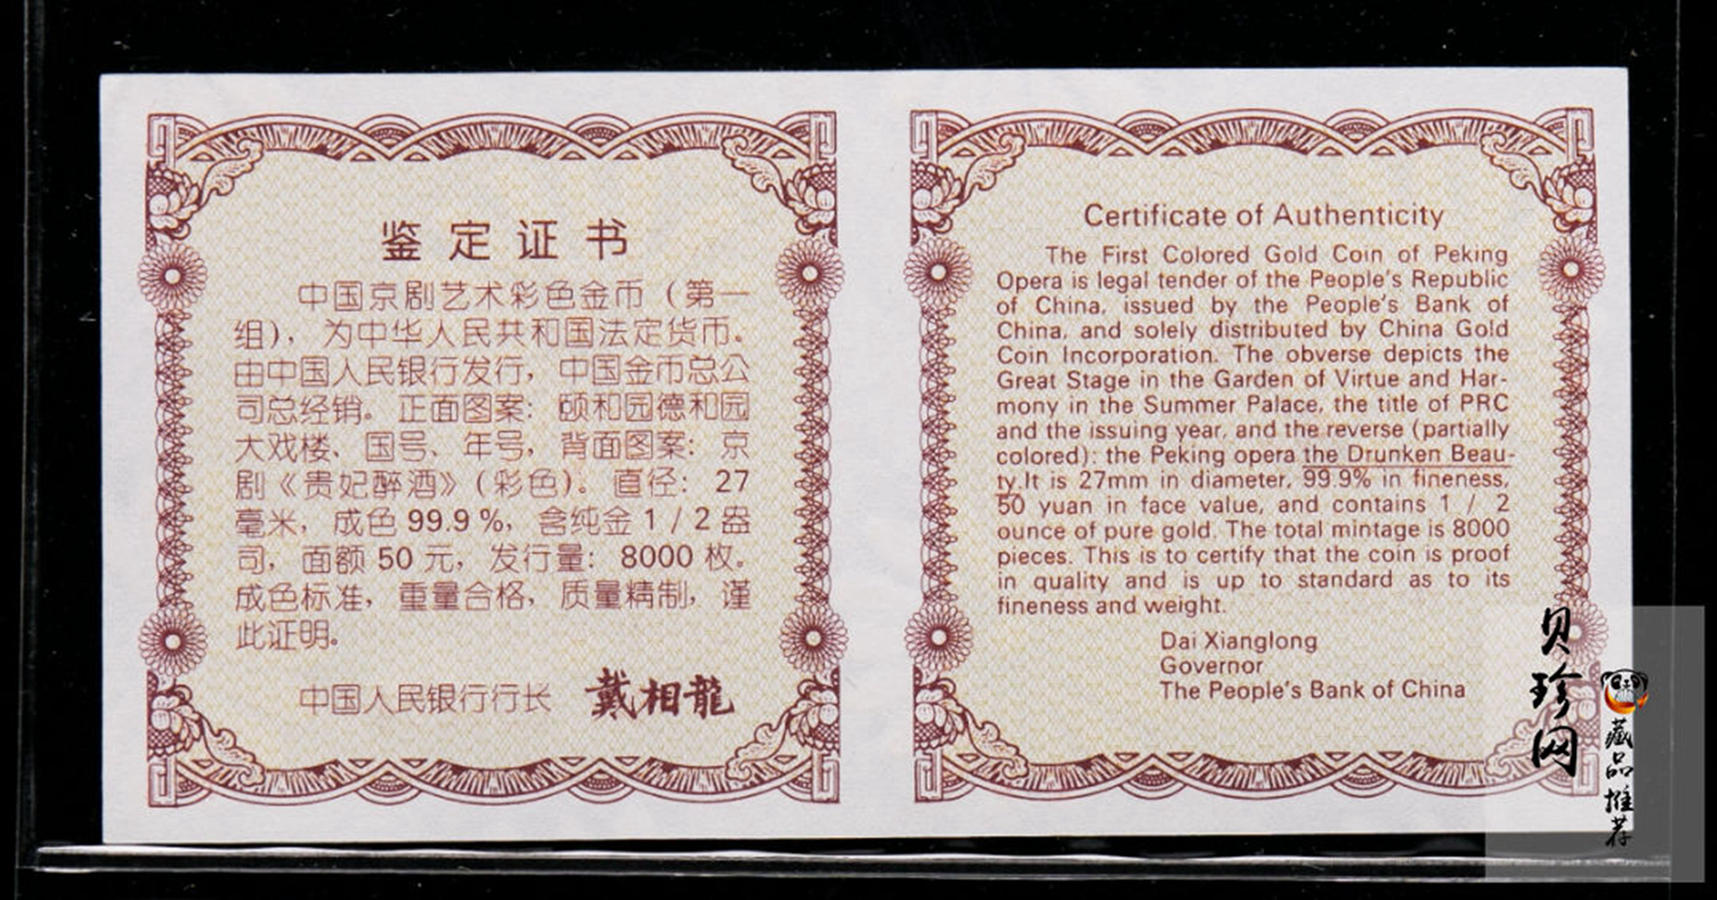 鉴定证书
中国京剧艺术彩色金币（第一
组），为中华人民共和国法定货币。
由中国人民银行发行，中国金币总公
司总经销。正面图案：颐和园德和园
大戏楼、国号、年号，背面图案：京
剧《贵妃醉酒》（彩色）。直径：27
毫米，成色99.9%，含纯金1/2盎
司，面额50元，发行量：8000枚。
成色标准，重量合格，质量精制，谨
此证明。
中国人民银行行长 戴相龍
Certificate of Authenticity
The First Colored Gold Coin of Peking
Opera is legal tender of the People's Republic
of China, issued by the People's Bank of
China, and solely distributed by China Gold
Coin Incorporation. The obverse depicts the
Great Stage in the Garden of Virtue and Har-
mony in the Summer Palace, the title of PRC
and the issuing year, and the reverse (partially
colored): the Peking opera the Drunken Beau-
ty.It is 27mm in diameter, 99.9% in fineness,
50 yuan in face value, and contains 1 / 2
ounce of pure gold. The total mintage is 8000
pieces. This is to certify that the coin is proof
in quality and is up to standard as to its
fineness and weight.
Dai Xianglong
Governor
The People's Bank of China
贝珍网
藏品推荐